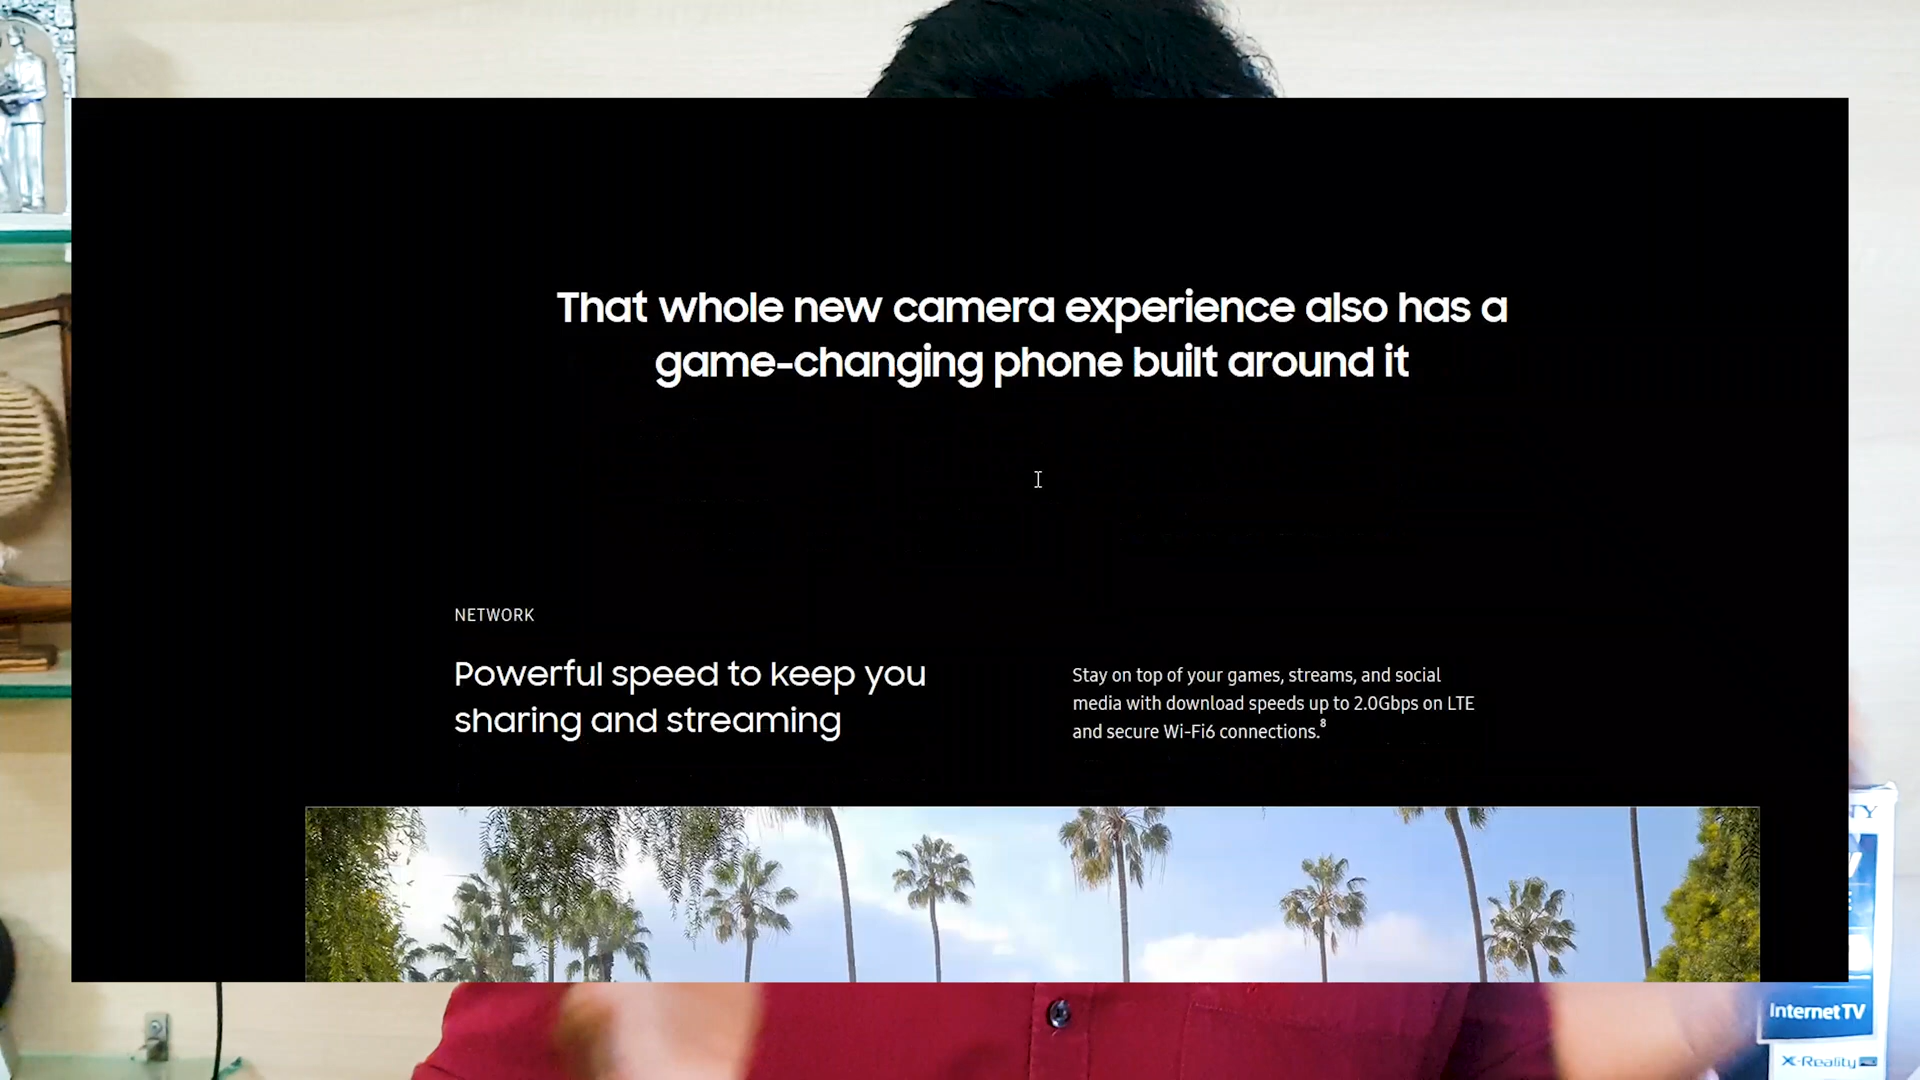 That whole new camera experience also has a
game-changing phone built around it
NETWORK
Powerful speed to keep you
sharing and streaming
Stay on top of your games, streams, and social
media with download speeds up to 2.0Gbps on LTE
and secure Wi-Fi6 connections.⁸
InternetTV
X-Reality PRO